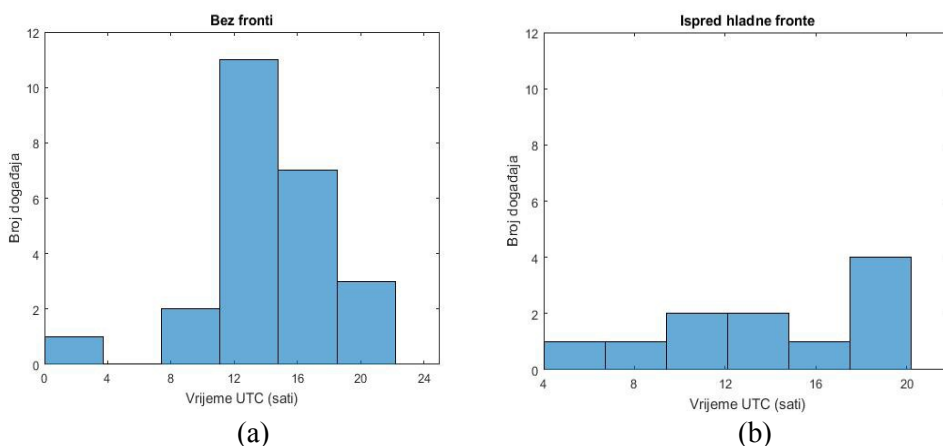 Bez fronti
12
10
8
6
4
2
0
Broj događaja
0 4 8 12 16 20 24
Vrijeme UTC (sati)
(a)
Ispred hladne fronte
12
10
8
6
4
2
0
Broj događaja
4 8 12 16 20
Vrijeme UTC (sati)
(b)